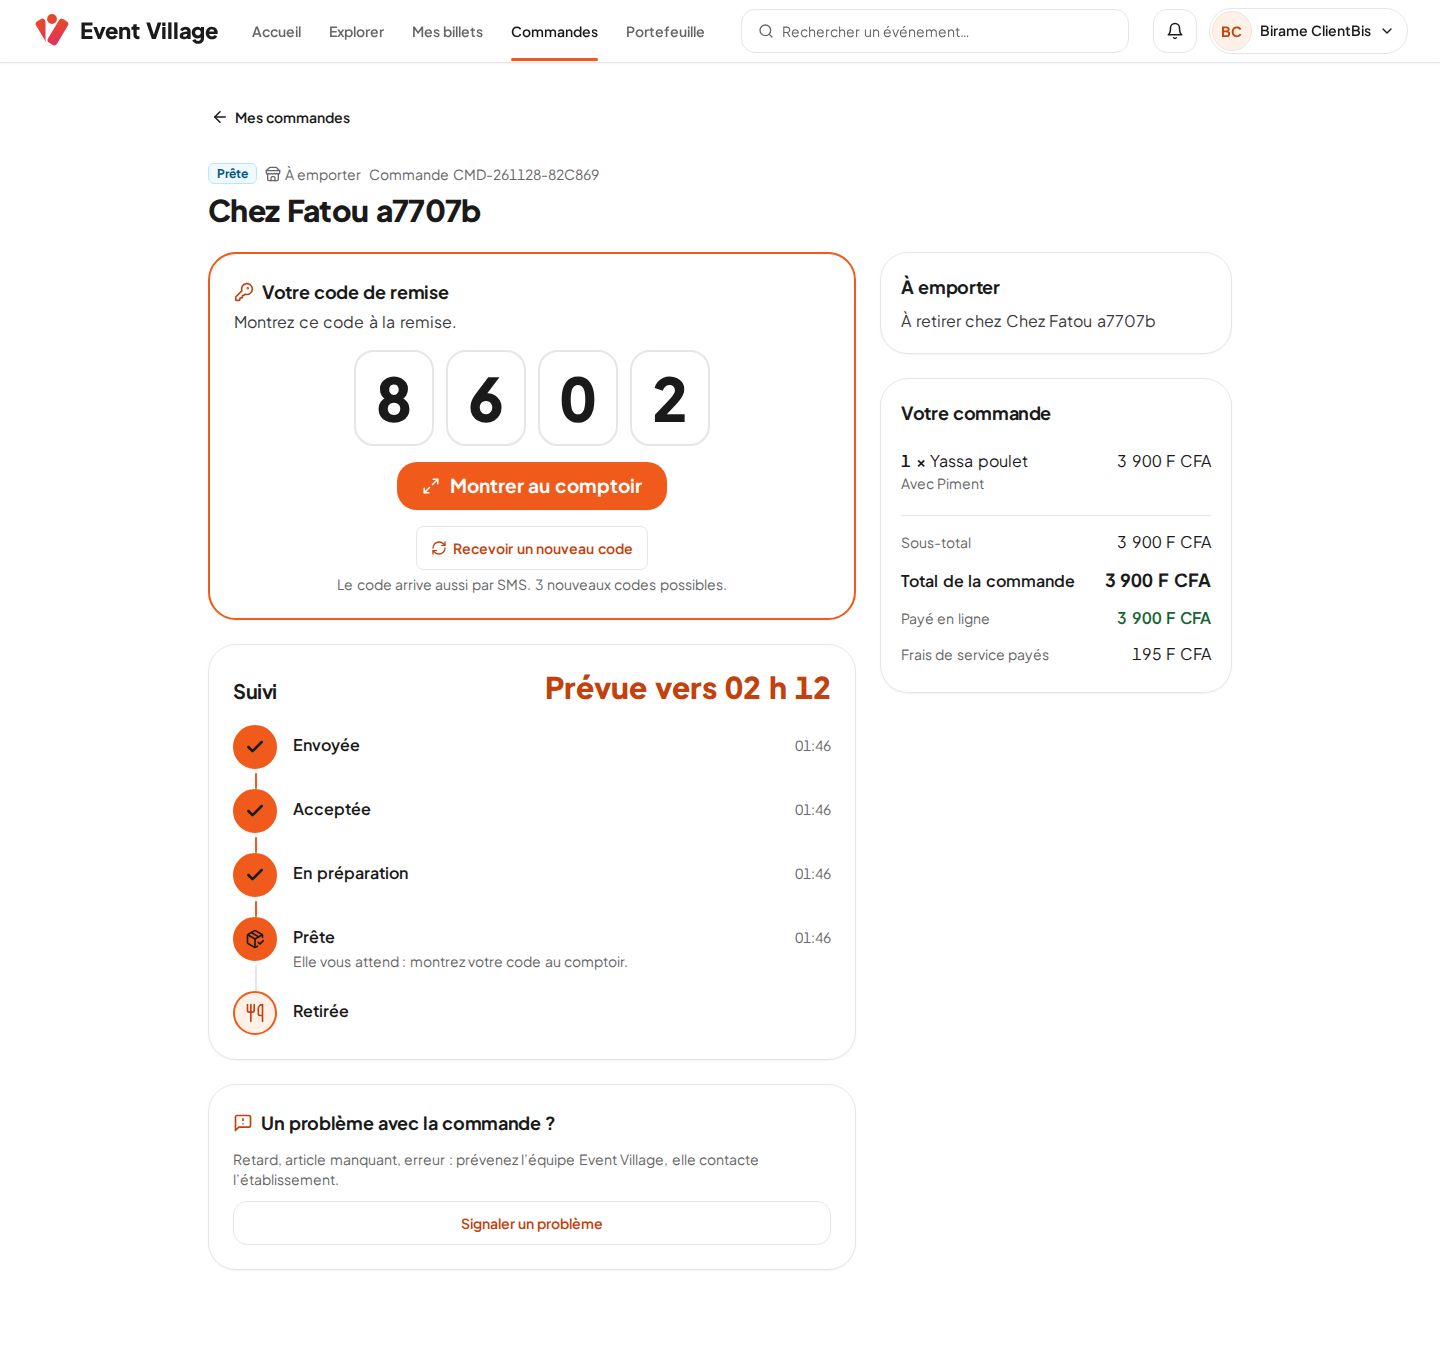 Event Village
Accueil
Explorer
Mes billets
Commandes
Portefeuille
Rechercher un événement...
BC
Birame ClientBis
Mes commandes
Prête
À emporter
Commande CMD-261128-82C869
Chez Fatou a7707b
Votre code de remise
Montrez ce code à la remise.
8 6 0 2
Montrer au comptoir
Recevoir un nouveau code
Le code arrive aussi par SMS. 3 nouveaux codes possibles.
Suivi
Prévue vers 02 h 12
Envoyée 01:46
Acceptée 01:46
En préparation 01:46
Prête 01:46
Elle vous attend : montrez votre code au comptoir.
Retirée
Un problème avec la commande ?
Retard, article manquant, erreur : prévenez l'équipe Event Village, elle contacte
l'établissement.
Signaler un problème
À emporter
À retirer chez Chez Fatou a7707b
Votre commande
1 × Yassa poulet 3 900 F CFA
Avec Piment
Sous-total 3 900 F CFA
Total de la commande 3 900 F CFA
Payé en ligne 3 900 F CFA
Frais de service payés 195 F CFA